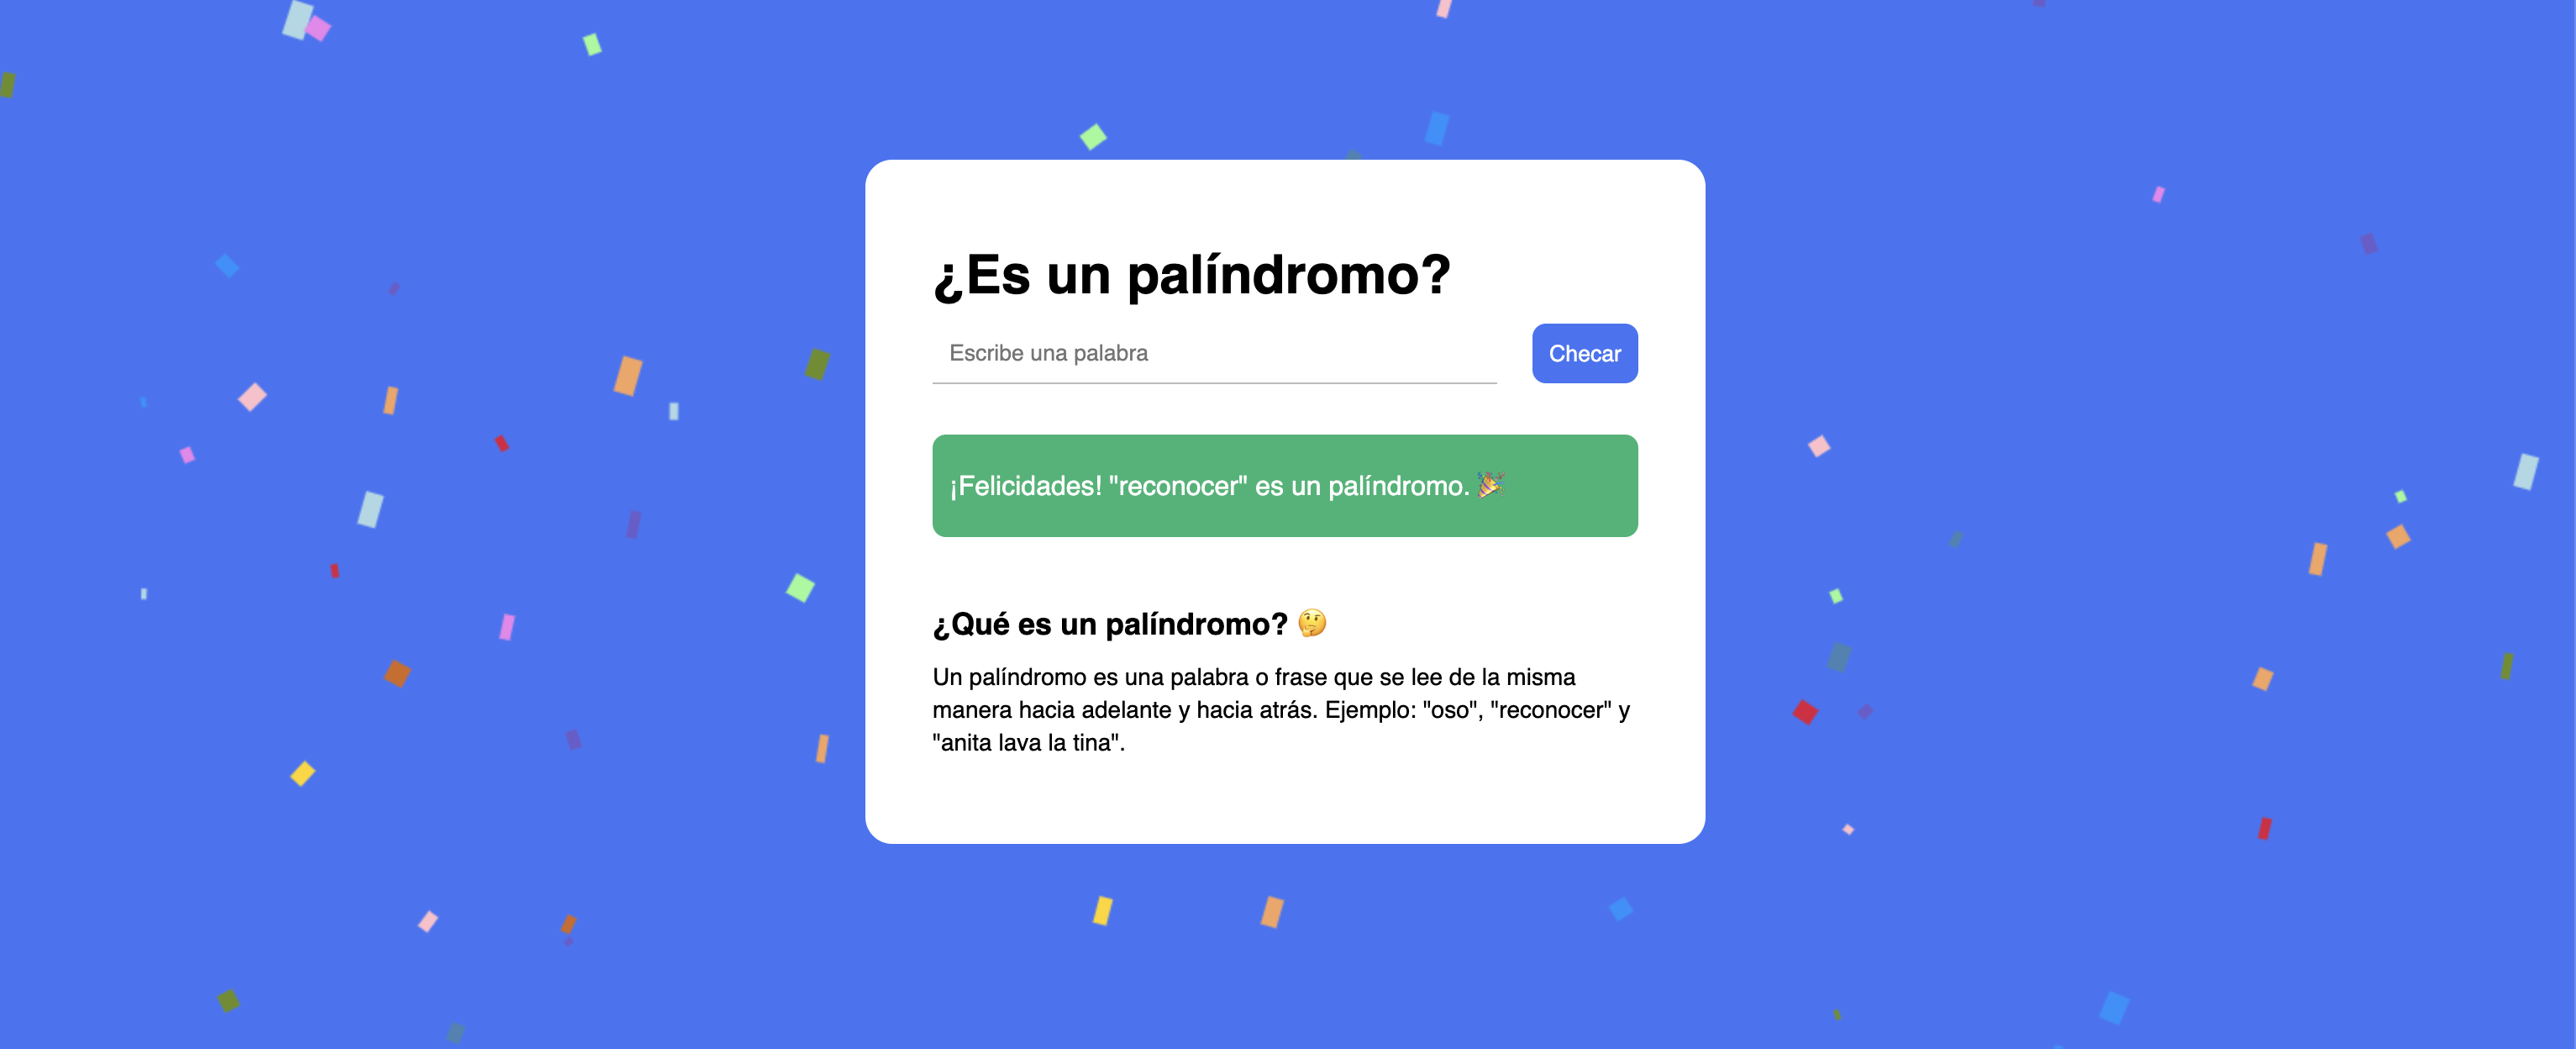 ¿Es un palíndromo?
Escribe una palabra
Checar
¡Felicidades! "reconocer" es un palíndromo. 🎉
¿Qué es un palíndromo? 🤔
Un palíndromo es una palabra o frase que se lee de la misma
manera hacia adelante y hacia atrás. Ejemplo: "oso", "reconocer" y
"anita lava la tina".